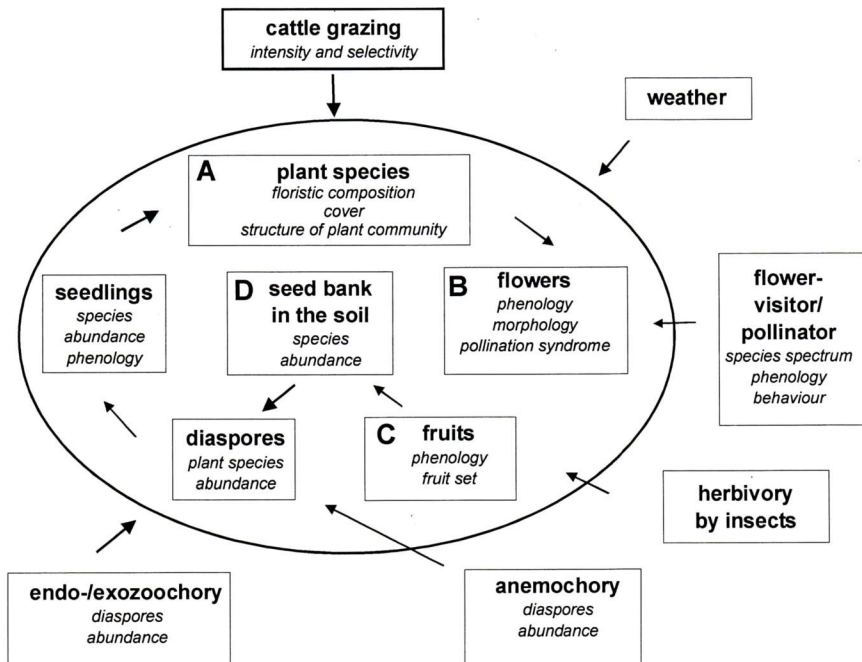 cattle grazing
intensity and selectivity
weather
A
plant species
floristic composition
cover
structure of plant community
seedlings
species
abundance
phenology
D
seed bank
in the soil
species
abundance
B
flowers
phenology
morphology
pollination syndrome
flower-
visitor/
pollinator
species spectrum
phenology
behaviour
diaspores
plant species
abundance
C
fruits
phenology
fruit set
herbivory
by insects
endo-/exozoochory
diaspores
abundance
anemochory
diaspores
abundance